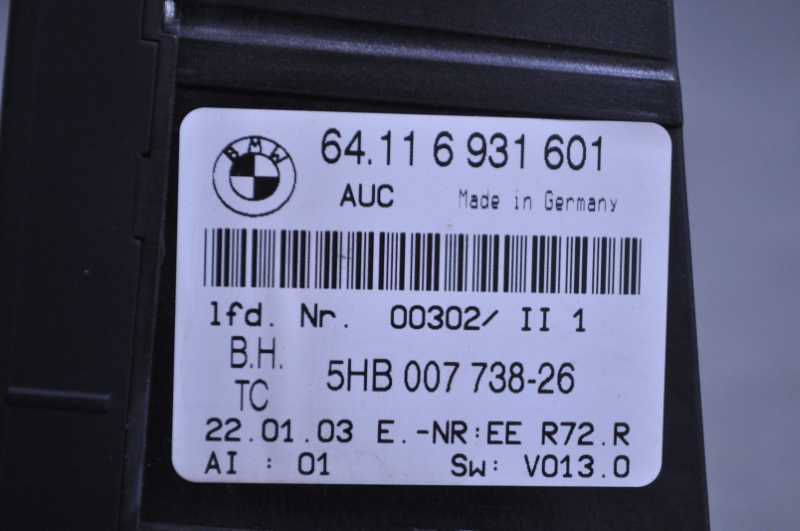 BMW
64.11 6 931 601
AUC Made in Germany
lfd. Nr. 00302/ II 1
B.H.
TC
5HB 007 738-26
22.01.03 E.-NR:EE R72.R
AI : 01 Sw: V013.0